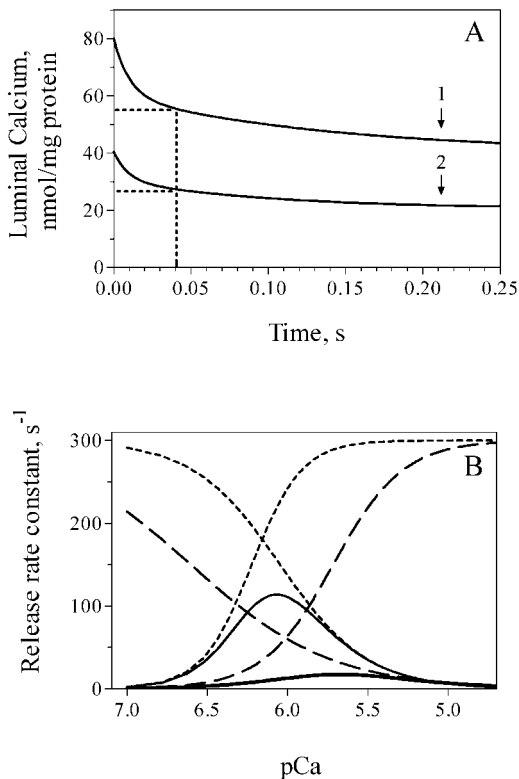 A
80
60
40
20
0
1
2
0.00 0.05 0.10 0.15 0.20 0.25
Luminal Calcium,
nmol/mg protein
Time, s
B
300
200
100
0
7.0 6.5 6.0 5.5 5.0
Release rate constant, s⁻¹
pCa